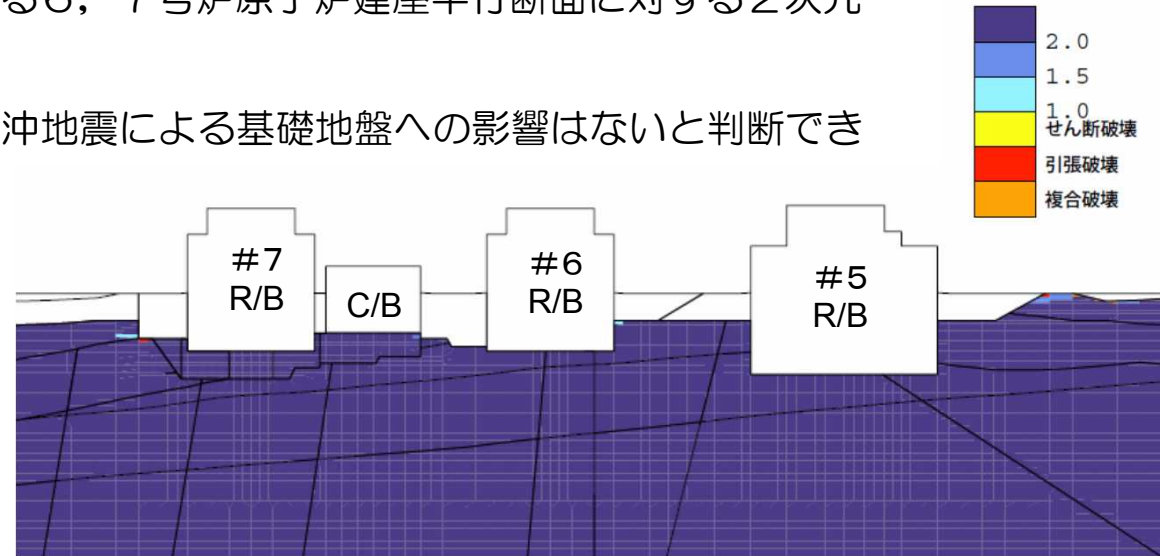 る6，7号炉原子炉建屋平行断面に対する2次元
沖地震による基礎地盤への影響はないと判断でき
2.0
1.5
1.0
せん断破壊
引張破壊
複合破壊
#7
R/B
C/B
#6
R/B
#5
R/B